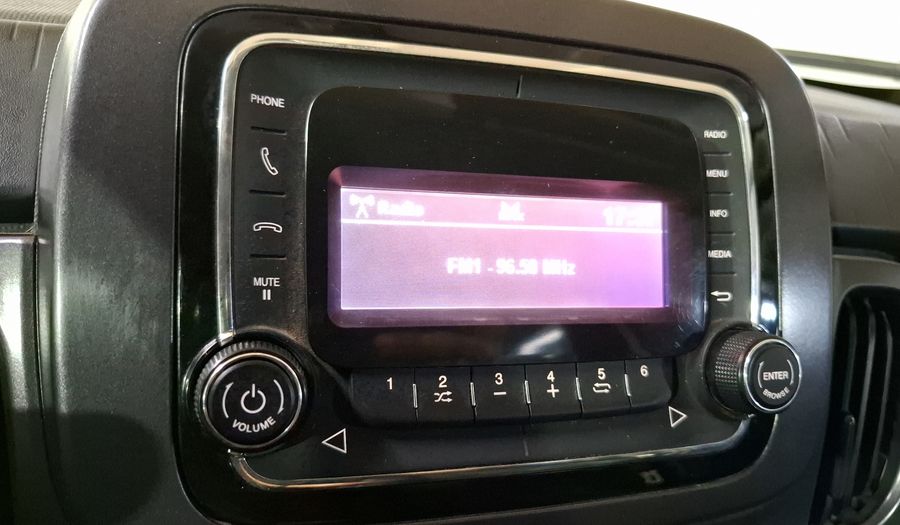 PHONE
MUTE
Radio
FM1 - 96.50 MHz
RADIO
MENU
INFO
MEDIA
1 2 3 4 5 6
VOLUME
ENTER
BROWSE